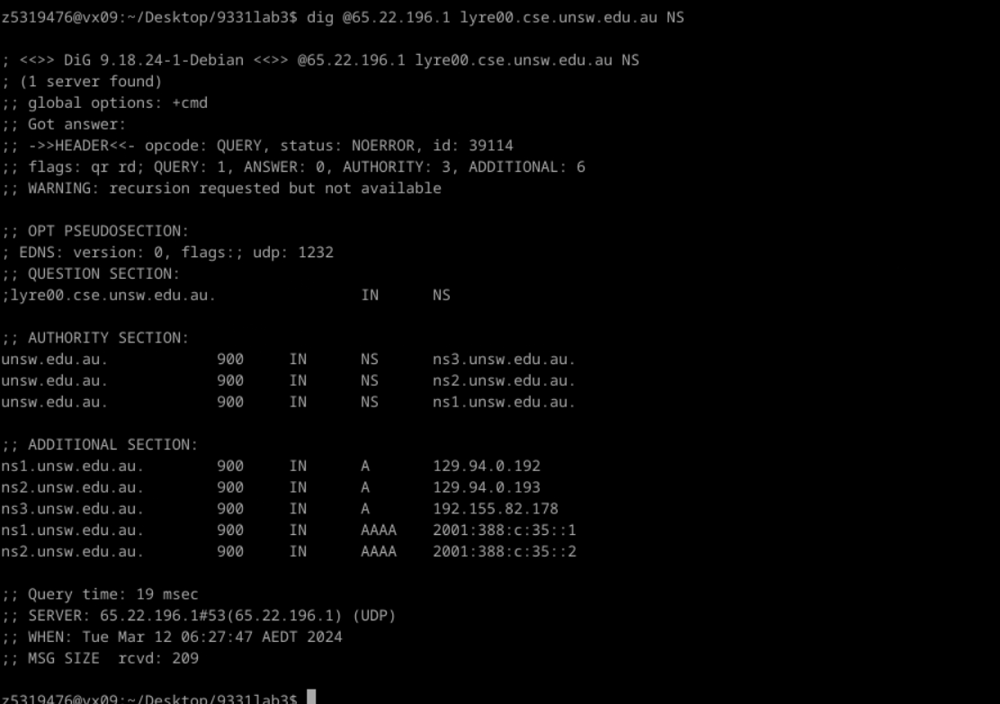 z5319476@vx09:~/Desktop/9331lab3$ dig @65.22.196.1 lyre00.cse.unsw.edu.au NS
; <<>> DiG 9.18.24-1-Debian <<>> @65.22.196.1 lyre00.cse.unsw.edu.au NS
; (1 server found)
;; global options: +cmd
;; Got answer:
;; ->>HEADER<<- opcode: QUERY, status: NOERROR, id: 39114
;; flags: qr rd; QUERY: 1, ANSWER: 0, AUTHORITY: 3, ADDITIONAL: 6
;; WARNING: recursion requested but not available
;; OPT PSEUDOSECTION:
; EDNS: version: 0, flags:; udp: 1232
;; QUESTION SECTION:
;lyre00.cse.unsw.edu.au. IN NS
;; AUTHORITY SECTION:
unsw.edu.au. 900 IN NS ns3.unsw.edu.au.
unsw.edu.au. 900 IN NS ns2.unsw.edu.au.
unsw.edu.au. 900 IN NS ns1.unsw.edu.au.
;; ADDITIONAL SECTION:
ns1.unsw.edu.au. 900 IN A 129.94.0.192
ns2.unsw.edu.au. 900 IN A 129.94.0.193
ns3.unsw.edu.au. 900 IN A 192.155.82.178
ns1.unsw.edu.au. 900 IN AAAA 2001:388:c:35::1
ns2.unsw.edu.au. 900 IN AAAA 2001:388:c:35::2
;; Query time: 19 msec
;; SERVER: 65.22.196.1#53(65.22.196.1) (UDP)
;; WHEN: Tue Mar 12 06:27:47 AEDT 2024
;; MSG SIZE rcvd: 209
z5319476@vx09:~/Desktop/9331lab3$